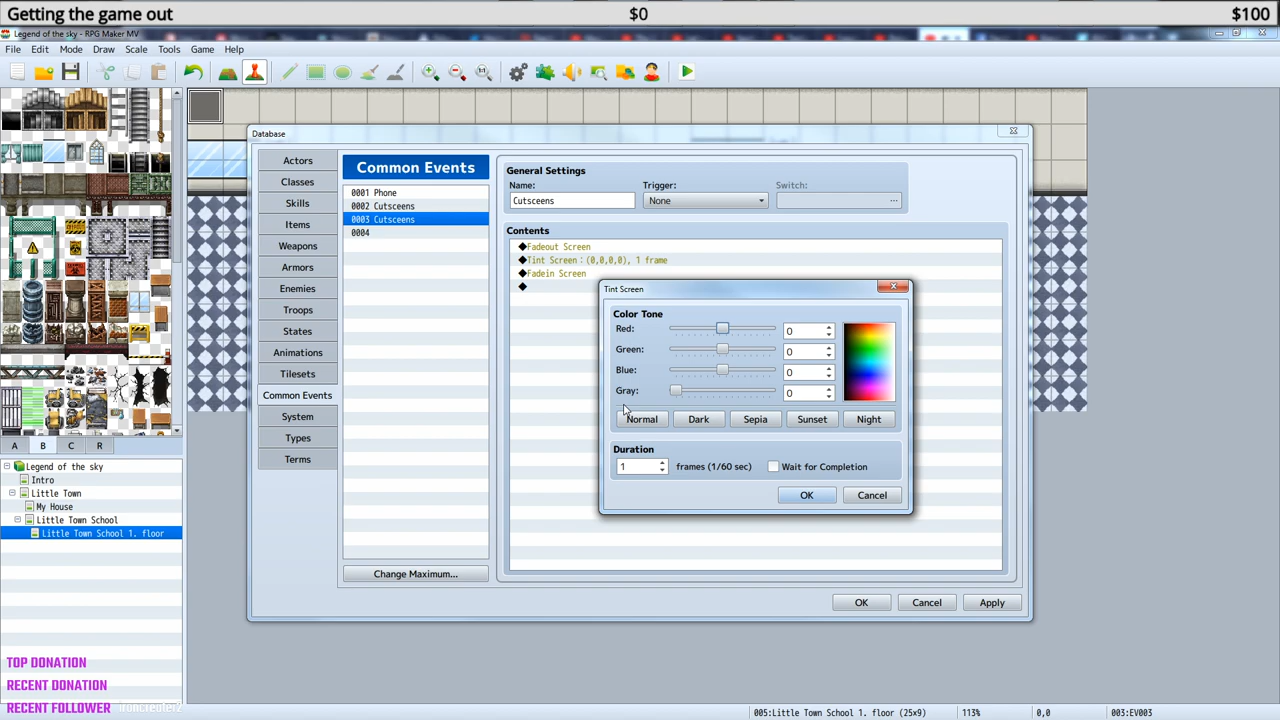 Getting the game out $0 $100
Legend of the sky - RPG Maker MV
File Edit Mode Draw Scale Tools Game Help
Database
Actors
Classes
Skills
Items
Weapons
Armors
Enemies
Troops
States
Animations
Tilesets
Common Events
System
Types
Terms
Common Events
0001 Phone
0002 Cutsceens
0003 Cutsceens
0004
Change Maximum...
General Settings
Name: Trigger: Switch:
Cutsceens None ...
Contents
◆Fadeout Screen
◆Tint Screen : (0,0,0,0), 1 frame
◆Fadein Screen
◆
Tint Screen
Color Tone
Red: 0
Green: 0
Blue: 0
Gray: 0
Normal Dark Sepia Sunset Night
Duration
1 frames (1/60 sec) Wait for Completion
OK Cancel
OK Cancel Apply
A B C R
Legend of the sky
Intro
Little Town
My House
Little Town School
Little Town School 1. floor
TOP DONATION
RECENT DONATION
RECENT FOLLOWER
005:Little Town School 1. floor (25x9) 113% 0,0 003:EV003